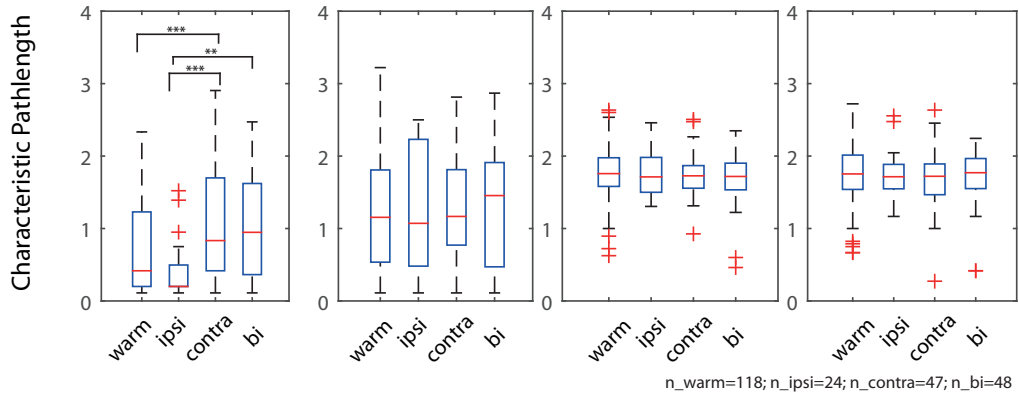 Characteristic Pathlength
4
3
2
1
0
***
**
***
warm
ipsi
contra
bi
4
3
2
1
0
warm
ipsi
contra
bi
4
3
2
1
0
warm
ipsi
contra
bi
4
3
2
1
0
warm
ipsi
contra
bi
n_warm=118; n_ipsi=24; n_contra=47; n_bi=48